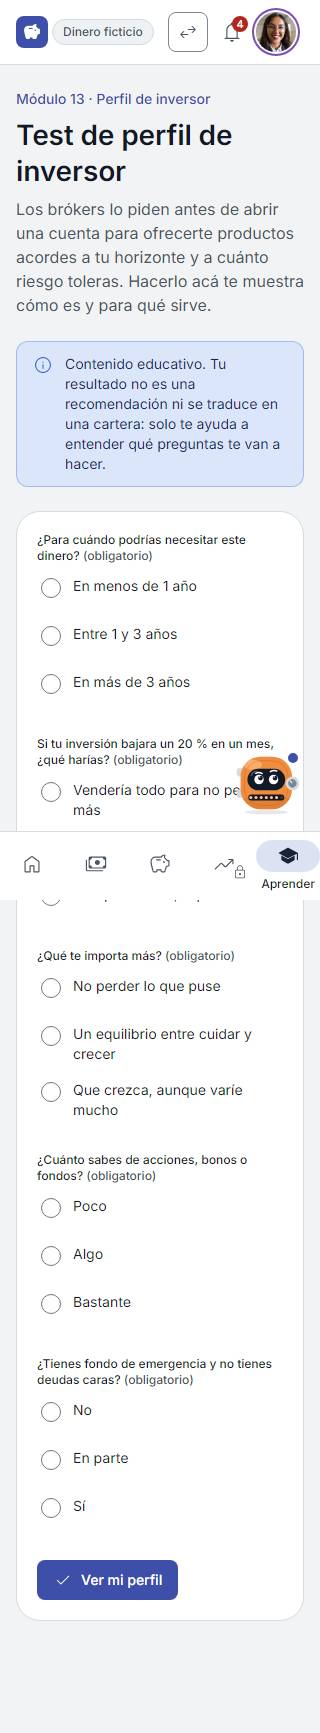 Dinero ficticio
4
Módulo 13 · Perfil de inversor
Test de perfil de
inversor
Los brókers lo piden antes de abrir
una cuenta para ofrecerte productos
acordes a tu horizonte y a cuánto
riesgo toleras. Hacerlo acá te muestra
cómo es y para qué sirve.
Contenido educativo. Tu
resultado no es una
recomendación ni se traduce en
una cartera: solo te ayuda a
entender qué preguntas te van a
hacer.
¿Para cuándo podrías necesitar este
dinero? (obligatorio)
En menos de 1 año
Entre 1 y 3 años
En más de 3 años
Si tu inversión bajara un 20 % en un mes,
¿qué harías? (obligatorio)
Vendería todo para no
más
Aprender
¿Qué te importa más? (obligatorio)
No perder lo que puse
Un equilibrio entre cuidar y
crecer
Que crezca, aunque varíe
mucho
¿Cuánto sabes de acciones, bonos o
fondos? (obligatorio)
Poco
Algo
Bastante
¿Tienes fondo de emergencia y no tienes
deudas caras? (obligatorio)
No
En parte
Sí
Ver mi perfil